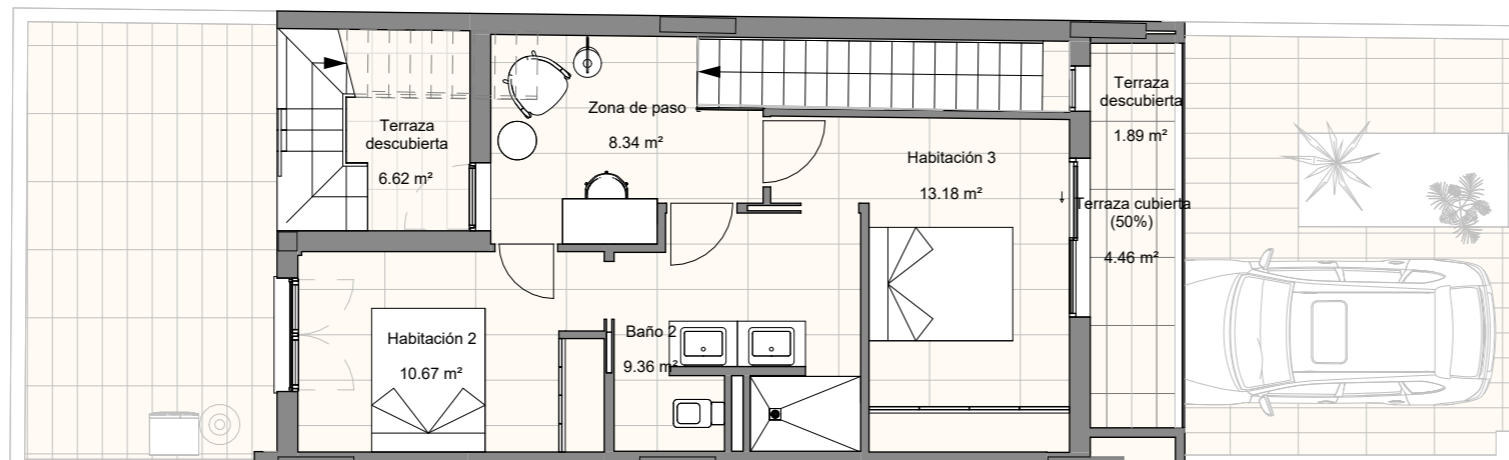 Terraza
descubierta
6.62 m²
Zona de paso
8.34 m²
Habitación 3
13.18 m²
Terraza
descubierta
1.89 m²
Terraza cubierta
(50%)
4.46 m²
Habitación 2
10.67 m²
Baño 2
9.36 m²